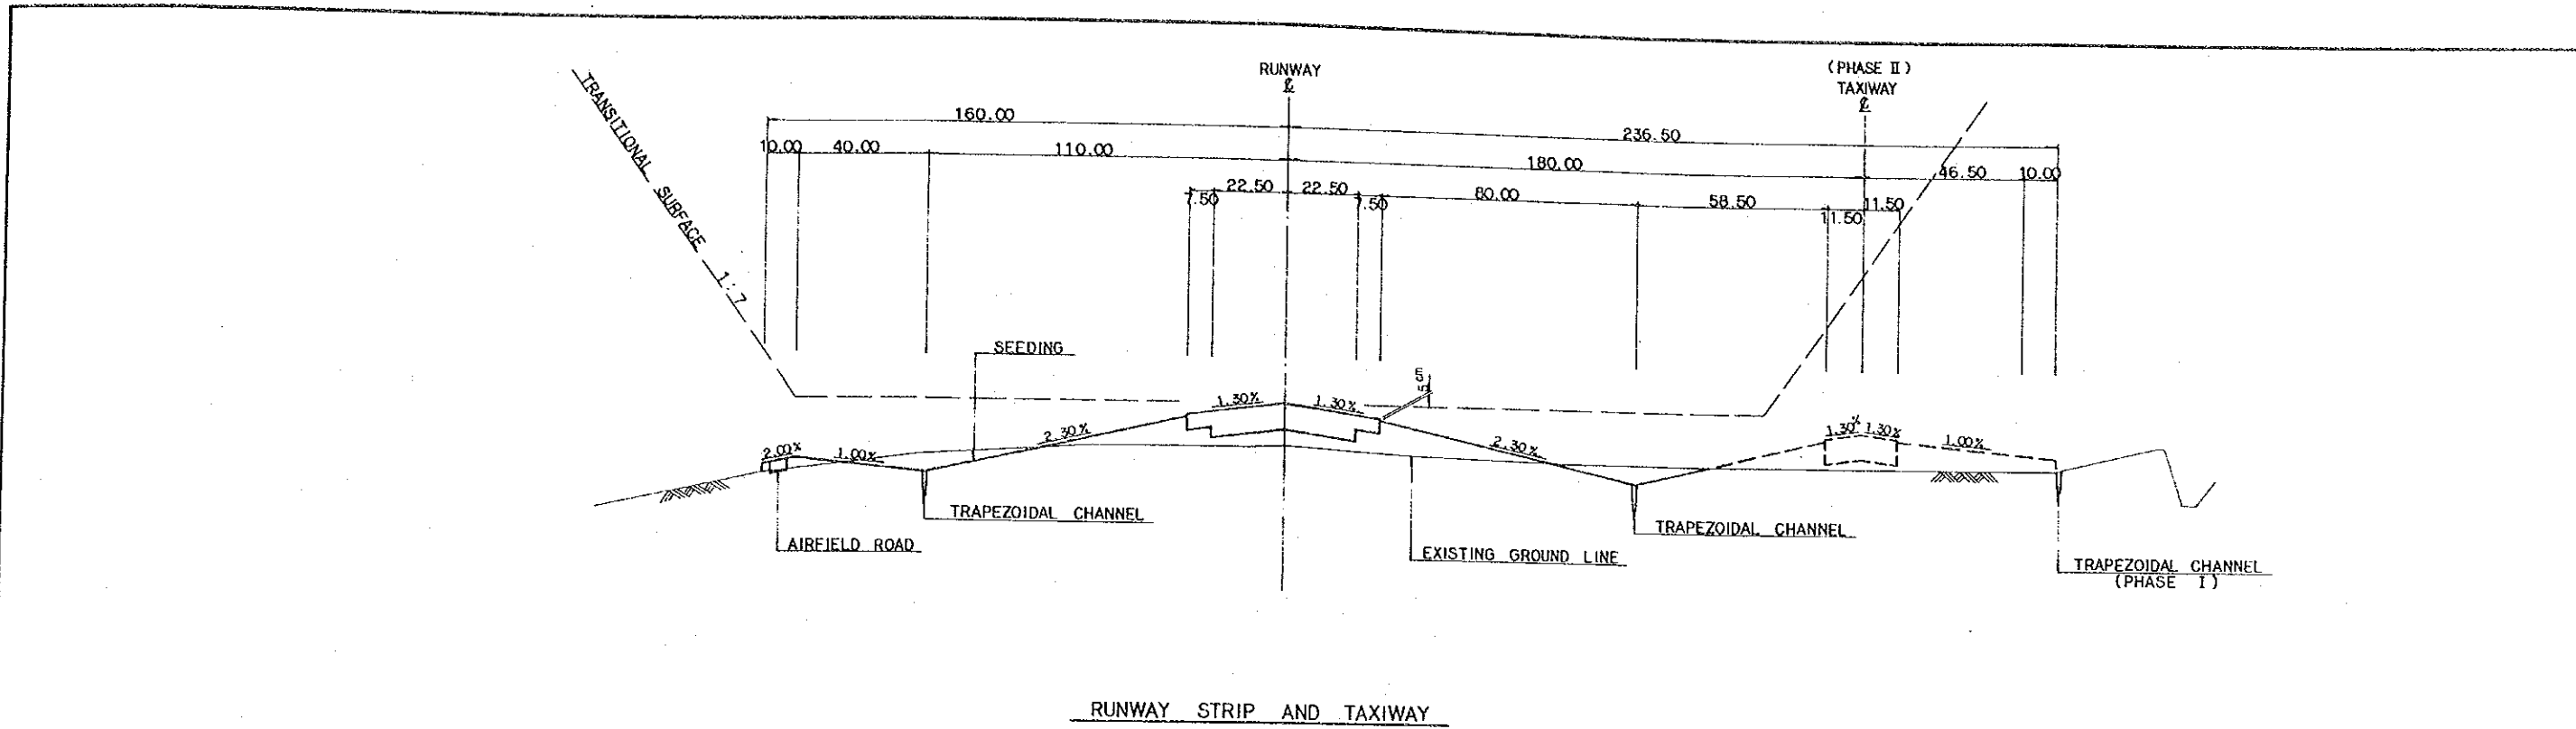 RUNWAY
℄
(PHASE II)
TAXIWAY
℄
TRANSITIONAL SURFACE 1:7
160.00
236.50
10.00 40.00 110.00 180.00 46.50 10.00
7.50 22.50 22.50 7.50 80.00 58.50 11.50 11.50
SEEDING
2.00% 1.00% 2.30% 1.30% 1.30% 2.30% 1.30% 1.30% 1.00%
TRAPEZOIDAL CHANNEL
AIRFIELD ROAD
EXISTING GROUND LINE
TRAPEZOIDAL CHANNEL
TRAPEZOIDAL CHANNEL
(PHASE I)
RUNWAY STRIP AND TAXIWAY